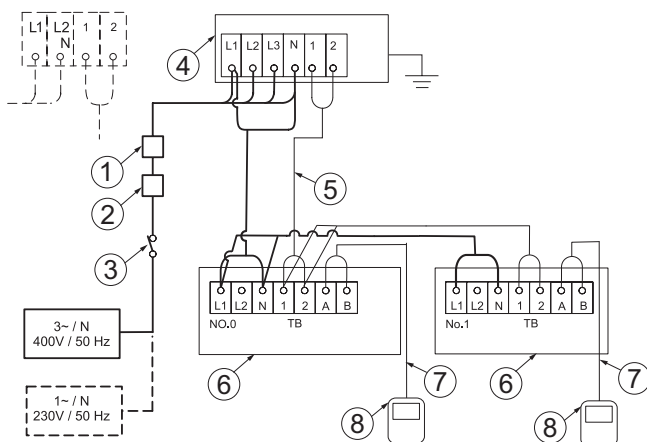 L1 L2 1 2
N
L1 L2 L3 N 1 2
4
1
2
3
5
L1 L2 N 1 2 A B
NO.0 TB
L1 L2 N 1 2 A B
No.1 TB
3~ / N
400V / 50 Hz
1~ / N
230V / 50 Hz
6
7
8
6
7
8